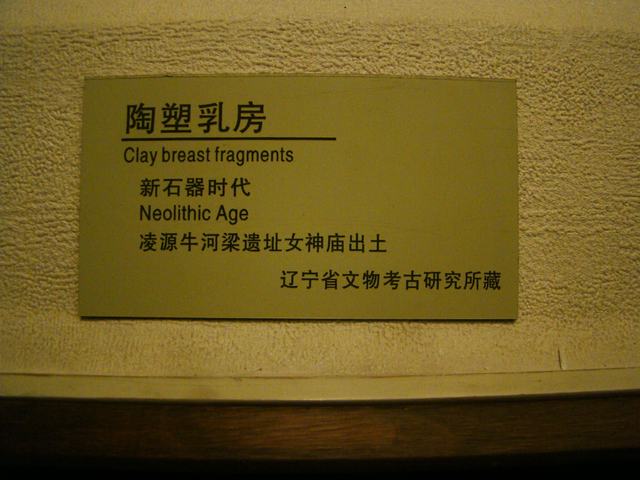 陶塑乳房
Clay breast fragments
新石器时代
Neolithic Age
凌源牛河梁遗址女神庙出土
辽宁省文物考古研究所藏